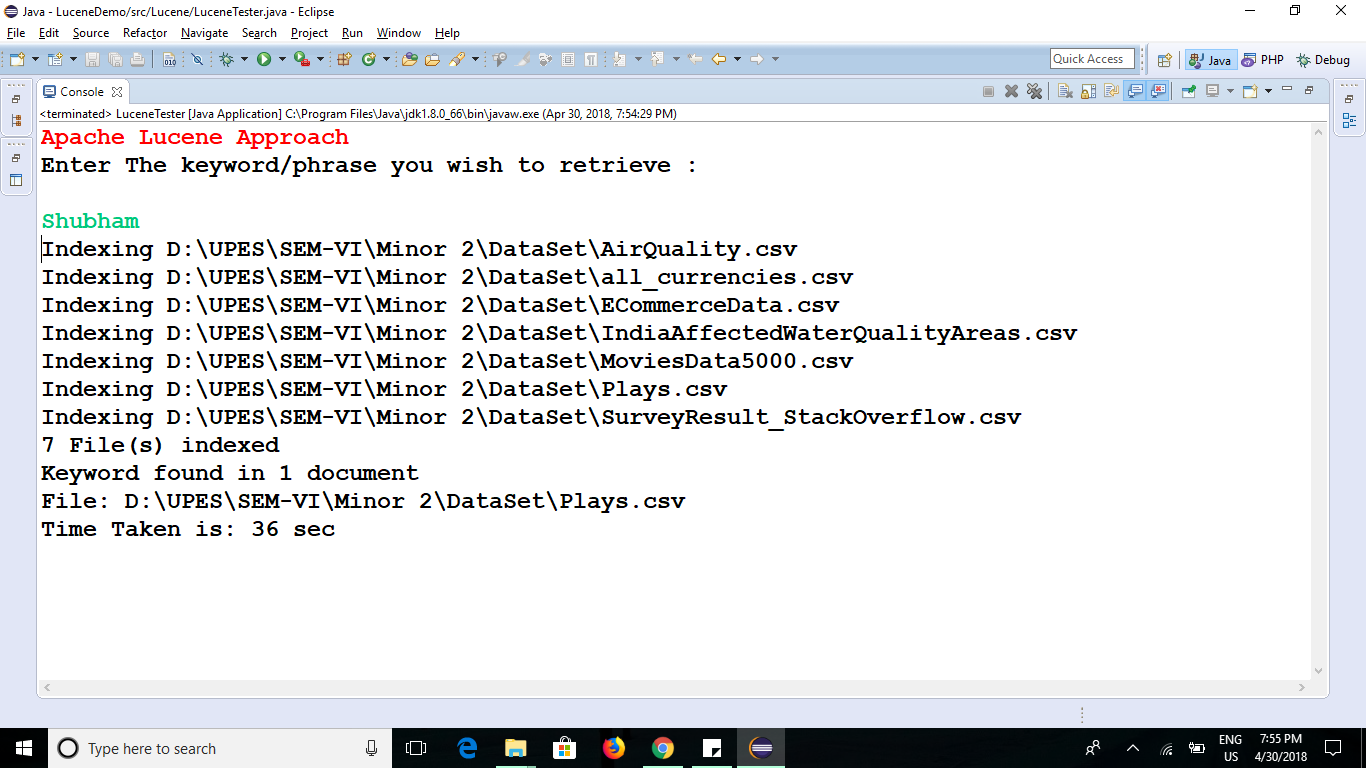 Java - LuceneDemo/src/Lucene/LuceneTester.java - Eclipse
File Edit Source Refactor Navigate Search Project Run Window Help
Quick Access
Java
PHP
Debug
Console
<terminated> LuceneTester [Java Application] C:\Program Files\Java\jdk1.8.0_66\bin\javaw.exe (Apr 30, 2018, 7:54:29 PM)
Apache Lucene Approach
Enter The keyword/phrase you wish to retrieve :
Shubham
Indexing D:\UPES\SEM-VI\Minor 2\DataSet\AirQuality.csv
Indexing D:\UPES\SEM-VI\Minor 2\DataSet\all_currencies.csv
Indexing D:\UPES\SEM-VI\Minor 2\DataSet\ECommerceData.csv
Indexing D:\UPES\SEM-VI\Minor 2\DataSet\IndiaAffectedWaterQualityAreas.csv
Indexing D:\UPES\SEM-VI\Minor 2\DataSet\MoviesData5000.csv
Indexing D:\UPES\SEM-VI\Minor 2\DataSet\Plays.csv
Indexing D:\UPES\SEM-VI\Minor 2\DataSet\SurveyResult_StackOverflow.csv
7 File(s) indexed
Keyword found in 1 document
File: D:\UPES\SEM-VI\Minor 2\DataSet\Plays.csv
Time Taken is: 36 sec
Type here to search
ENG
US
7:55 PM
4/30/2018